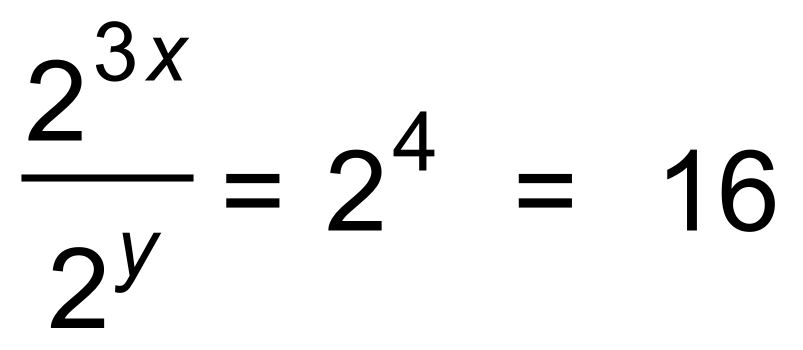 2^{3x}/2^{y} = 2^{4} = 16